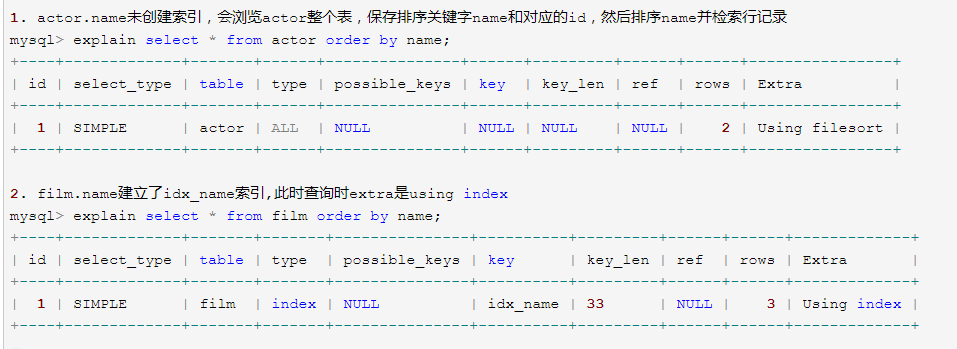 1. actor.name未创建索引，会浏览actor整个表，保存排序关键字name和对应的id，然后排序name并检索行记录
mysql> explain select * from actor order by name;
+----+-------------+-------+------+---------------+------+---------+------+------+----------------+
| id | select_type | table | type | possible_keys | key  | key_len | ref  | rows | Extra          |
+----+-------------+-------+------+---------------+------+---------+------+------+----------------+
|  1 | SIMPLE      | actor | ALL  | NULL          | NULL | NULL    | NULL |    2 | Using filesort |
+----+-------------+-------+------+---------------+------+---------+------+------+----------------+
2. film.name建立了idx_name索引,此时查询时extra是using index
mysql> explain select * from film order by name;
+----+-------------+-------+-------+---------------+----------+---------+------+------+-------------+
| id | select_type | table | type  | possible_keys | key      | key_len | ref  | rows | Extra       |
+----+-------------+-------+-------+---------------+----------+---------+------+------+-------------+
|  1 | SIMPLE      | film  | index | NULL          | idx_name | 33      | NULL |    3 | Using index |
+----+-------------+-------+-------+---------------+----------+---------+------+------+-------------+